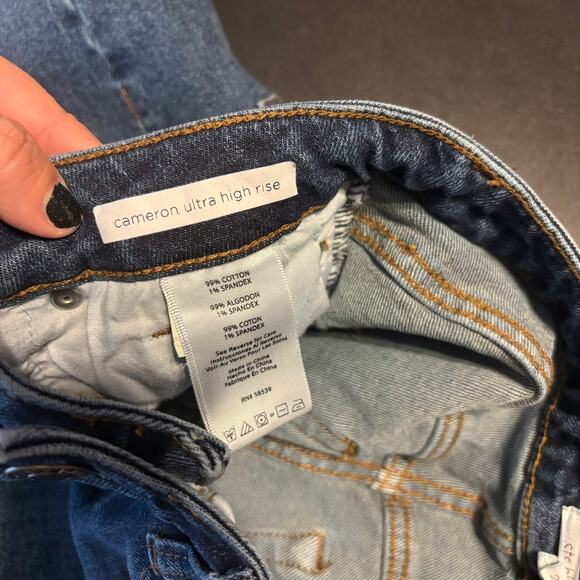 cameron. ultra high rise
99% COTTON
1% SPANDEX
99% ALGODON
1% SPANDEX
99% COTON
1% SPANDEX
See Reverse for Care
Instrucciones Al Reverso
Voir Au Verso Pour Les Soins
Made in China
Hecho En China
Fabrique En China
RN# 58539